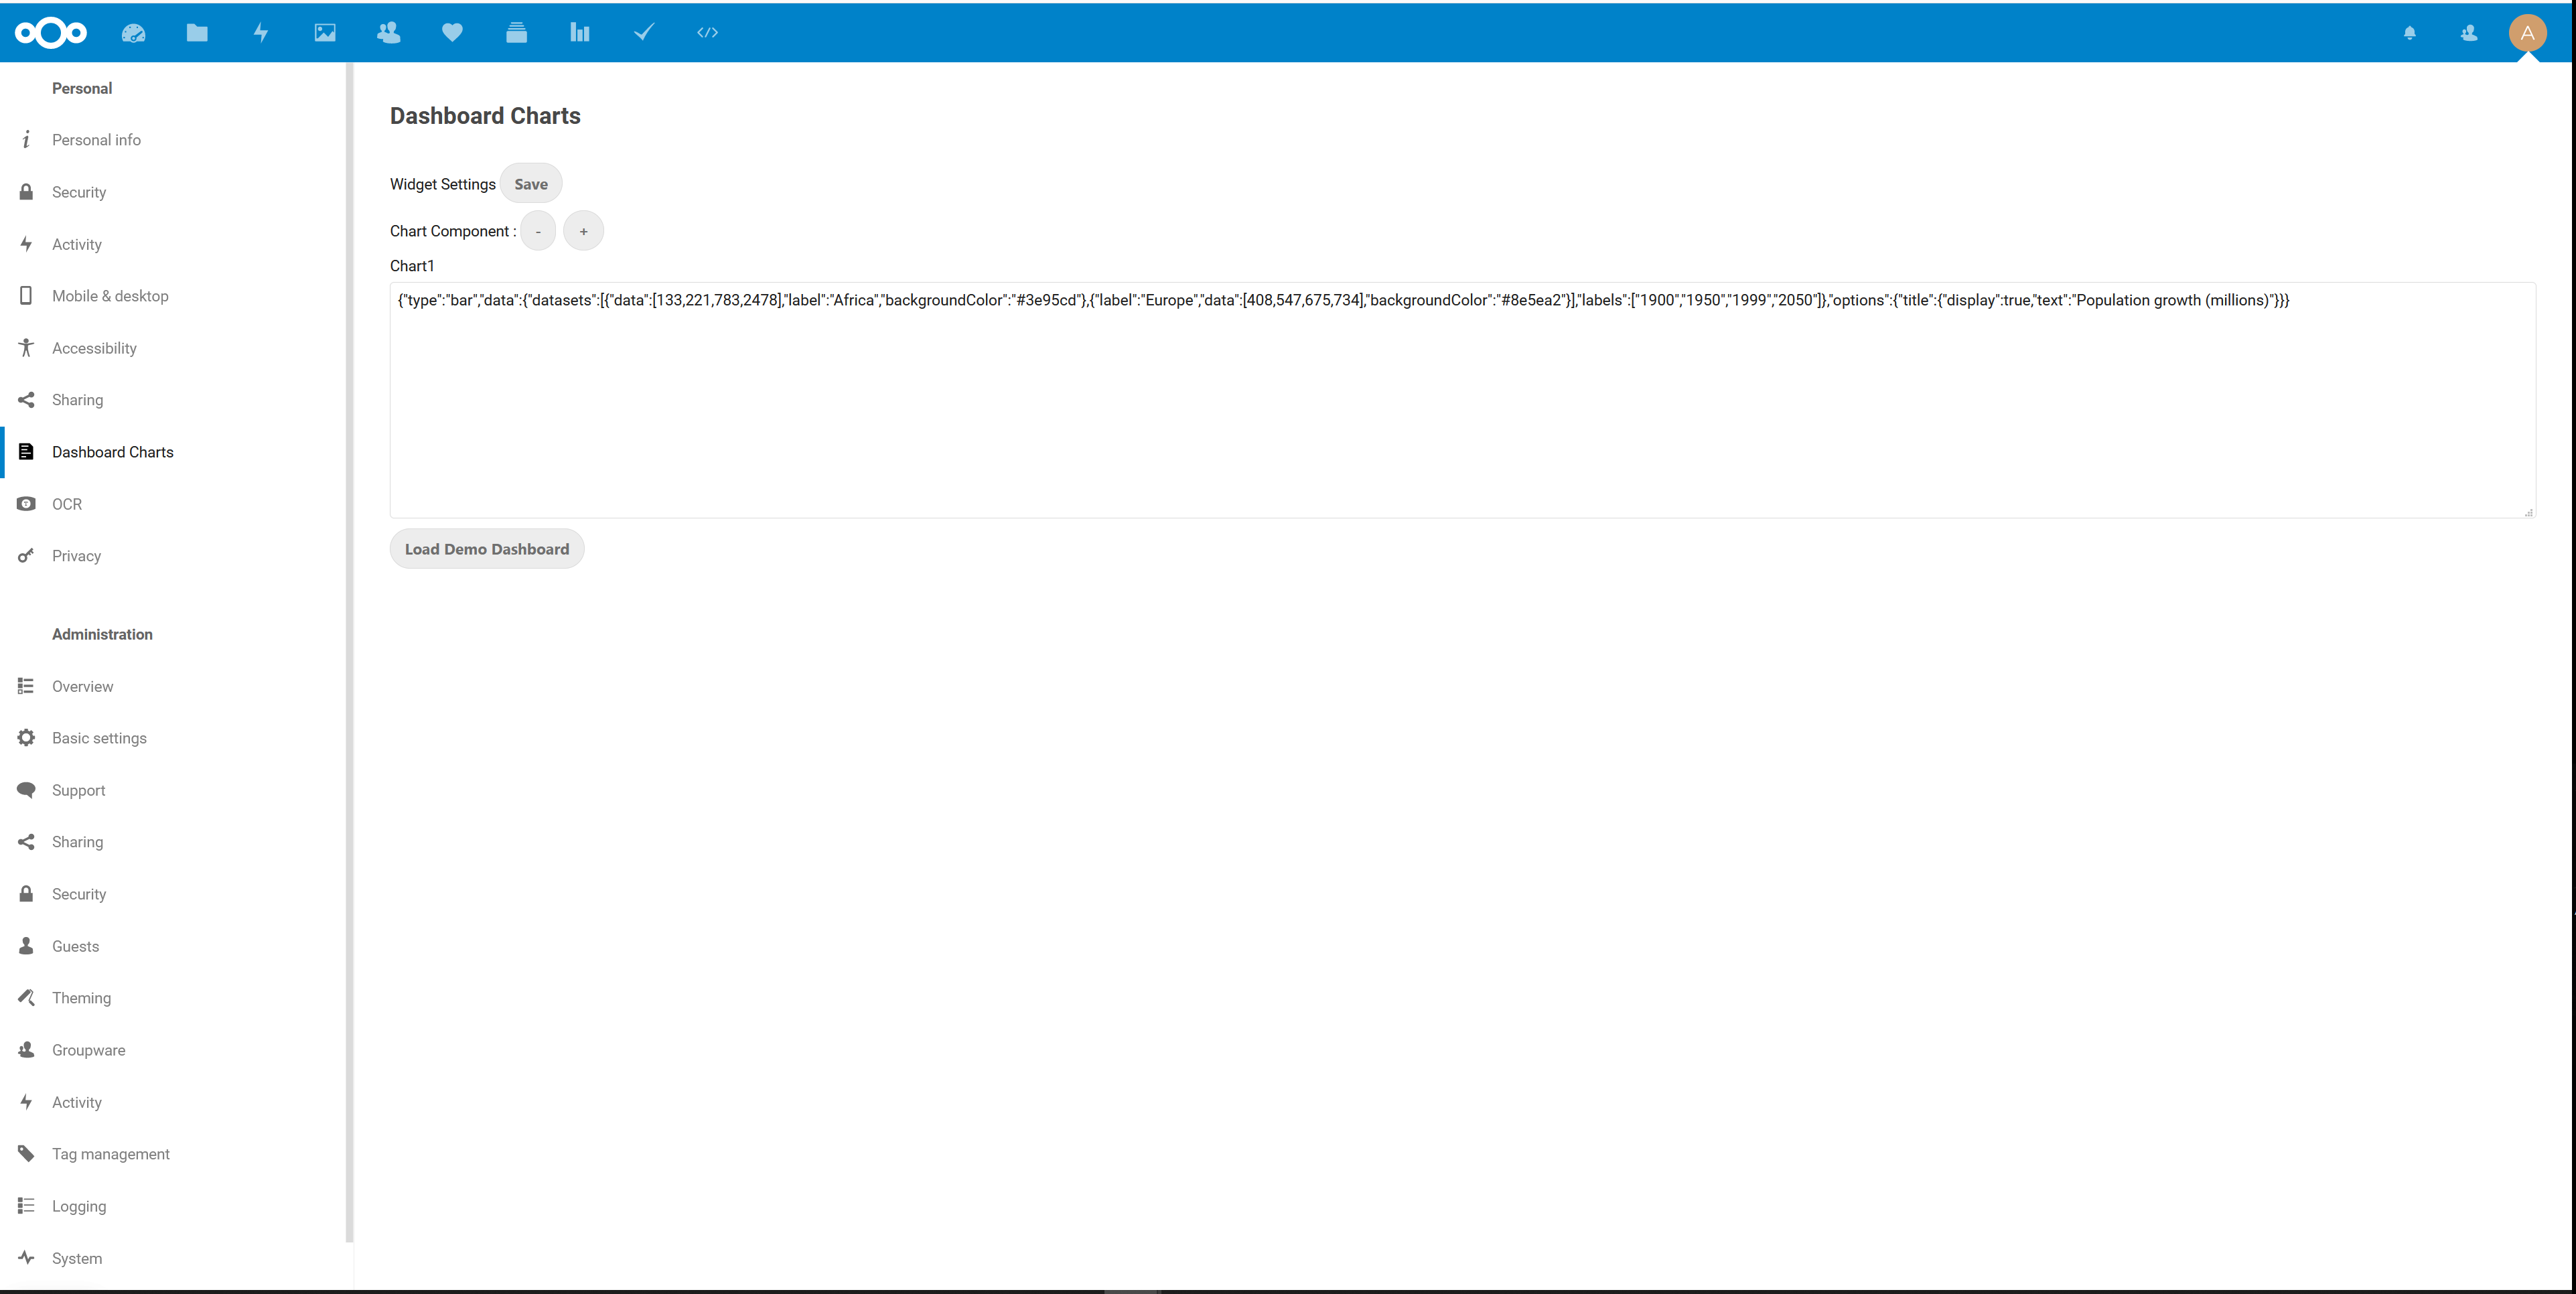 A
Personal
Personal info
Security
Activity
Mobile & desktop
Accessibility
Sharing
Dashboard Charts
OCR
Privacy
Administration
Overview
Basic settings
Support
Sharing
Security
Guests
Theming
Groupware
Activity
Tag management
Logging
System
Dashboard Charts
Widget Settings Save
Chart Component : - +
Chart1
{"type":"bar","data":{"datasets":[{"data":[133,221,783,2478],"label":"Africa","backgroundColor":"#3e95cd"},{"label":"Europe","data":[408,547,675,734],"backgroundColor":"#8e5ea2"}],"labels":["1900","1950","1999","2050"]},"options":{"title":{"display":true,"text":"Population growth (millions)"}}}
Load Demo Dashboard